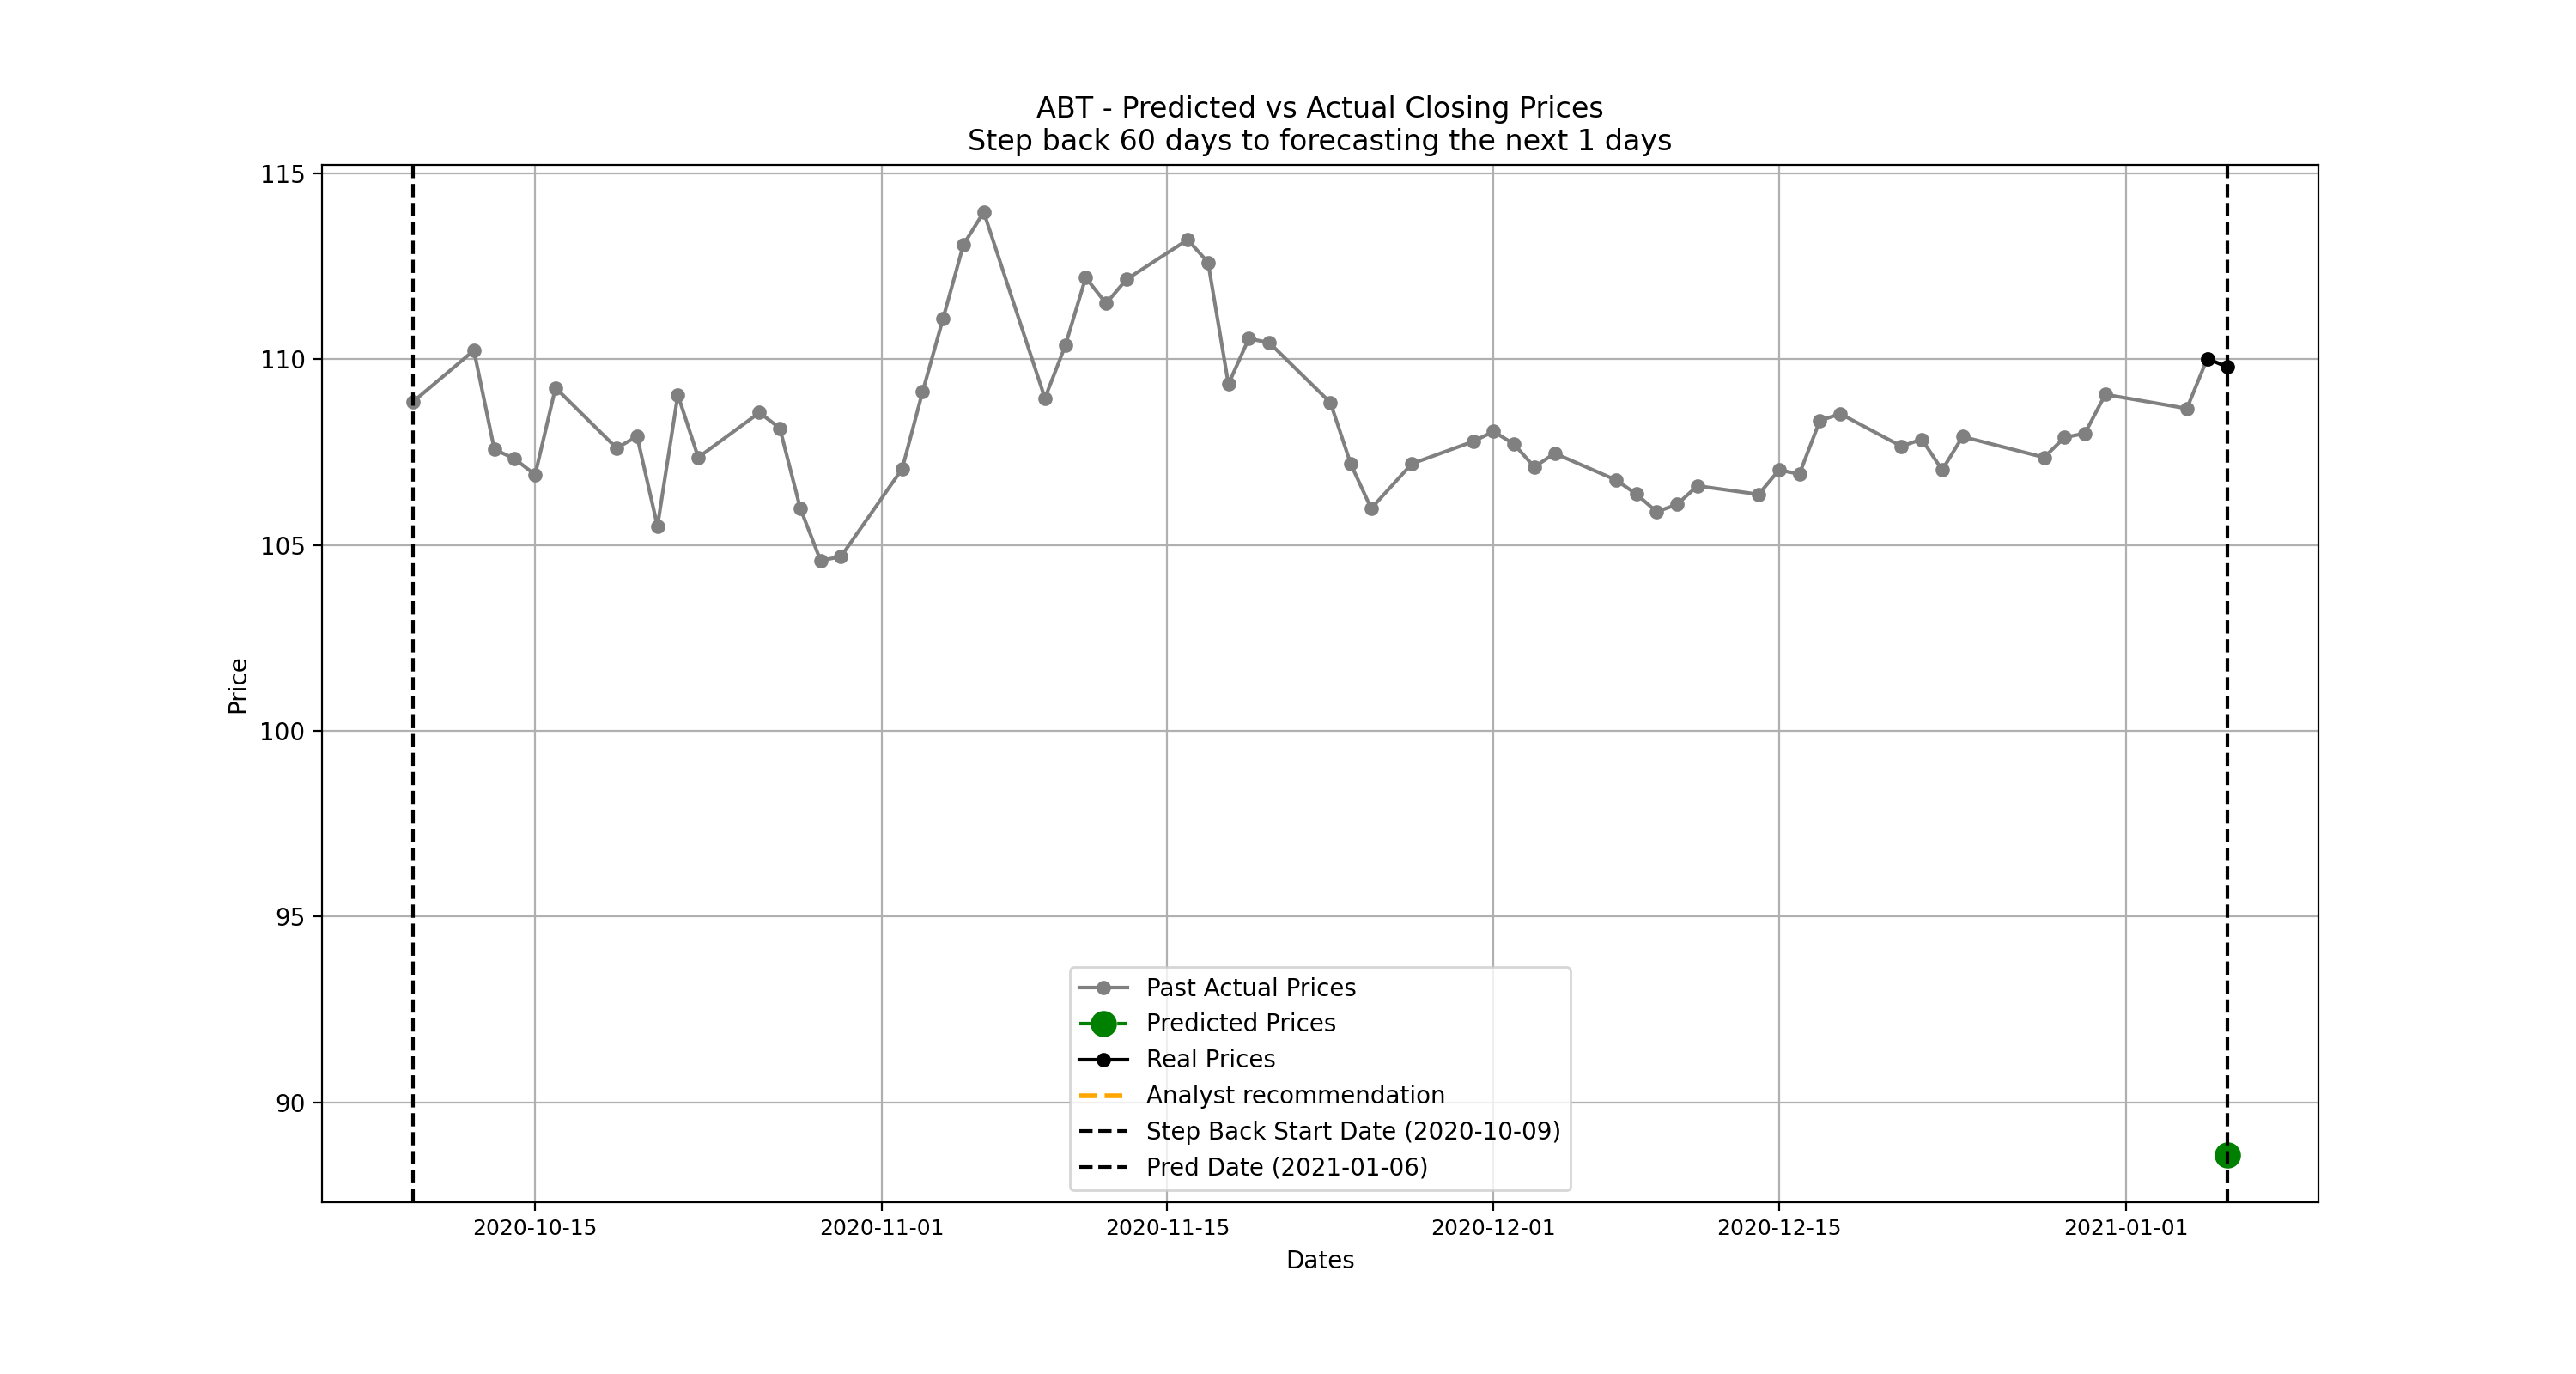 ABT - Predicted vs Actual Closing Prices
Step back 60 days to forecasting the next 1 days
115
110
105
100
95
90
Price
Past Actual Prices
Predicted Prices
Real Prices
Analyst recommendation
Step Back Start Date (2020-10-09)
Pred Date (2021-01-06)
2020-10-15
2020-11-01
2020-11-15
2020-12-01
2020-12-15
2021-01-01
Dates